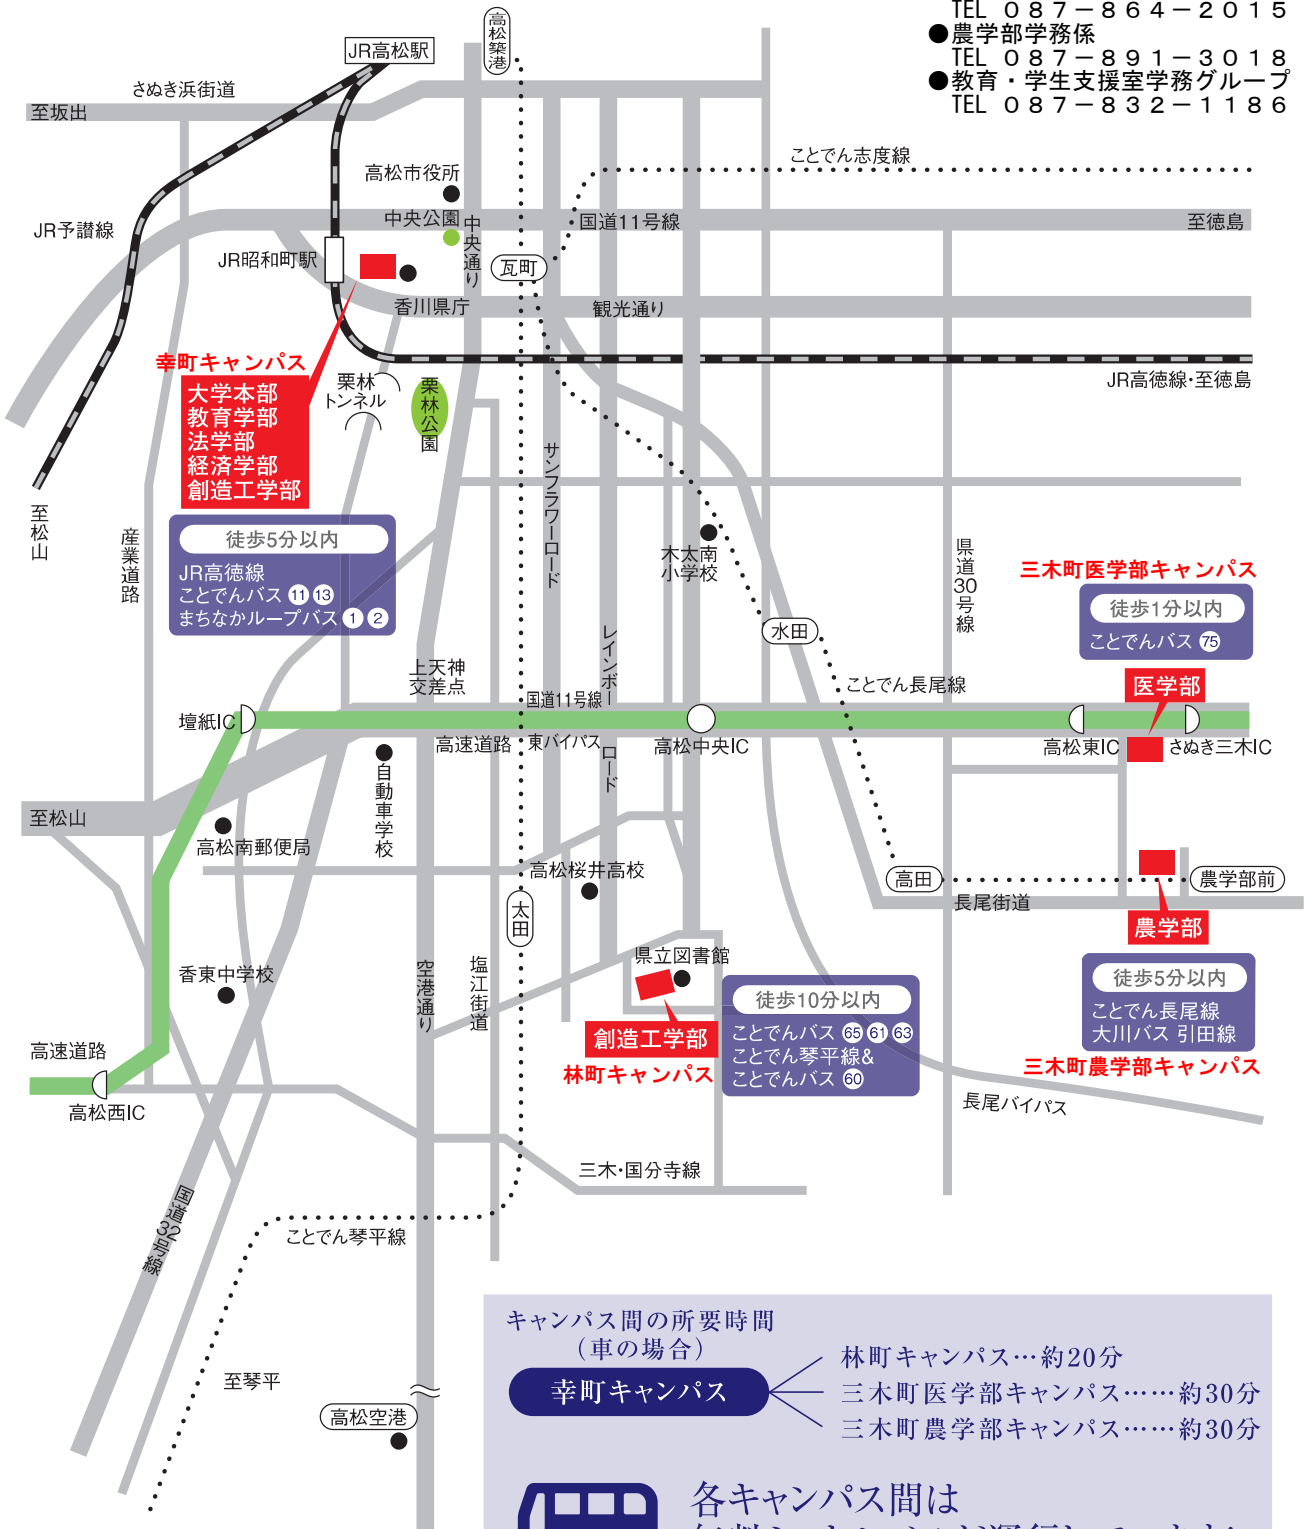 TEL ０８７－８６４－２０１５
●農学部学務係
TEL ０８７－８９１－３０１８
●教育・学生支援室学務グループ
TEL ０８７－８３２－１１８６
高松築港
JR高松駅
さぬき浜街道
至坂出
ことでん志度線
高松市役所
中央公園
中央通り
国道11号線
至徳島
JR予讃線
JR昭和町駅
瓦町
香川県庁
観光通り
幸町キャンパス
大学本部
教育学部
法学部
経済学部
創造工学部
栗林
トンネル
栗林公園
JR高徳線・至徳島
サンフラワーロード
至松山
産業道路
徒歩5分以内
JR高徳線
ことでんバス 11 13
まちなかループバス 1 2
木太南
小学校
県道30号線
三木町医学部キャンパス
徒歩1分以内
ことでんバス 75
水田
レインボーロード
上天神
交差点
ことでん長尾線
医学部
国道11号線
東バイパス
壇紙IC
高速道路
高松中央IC
高松東IC
さぬき三木IC
自動車学校
至松山
高松南郵便局
高松桜井高校
高田
農学部前
長尾街道
太田
農学部
香東中学校
空港通り
塩江街道
県立図書館
創造工学部
林町キャンパス
徒歩10分以内
ことでんバス 65 61 63
ことでん琴平線&
ことでんバス 60
徒歩5分以内
ことでん長尾線
大川バス 引田線
三木町農学部キャンパス
高速道路
高松西IC
長尾バイパス
三木・国分寺線
国道32号線
ことでん琴平線
至琴平
高松空港
キャンパス間の所要時間
（車の場合）
幸町キャンパス
林町キャンパス…約20分
三木町医学部キャンパス……約30分
三木町農学部キャンパス……約30分
各キャンパス間は